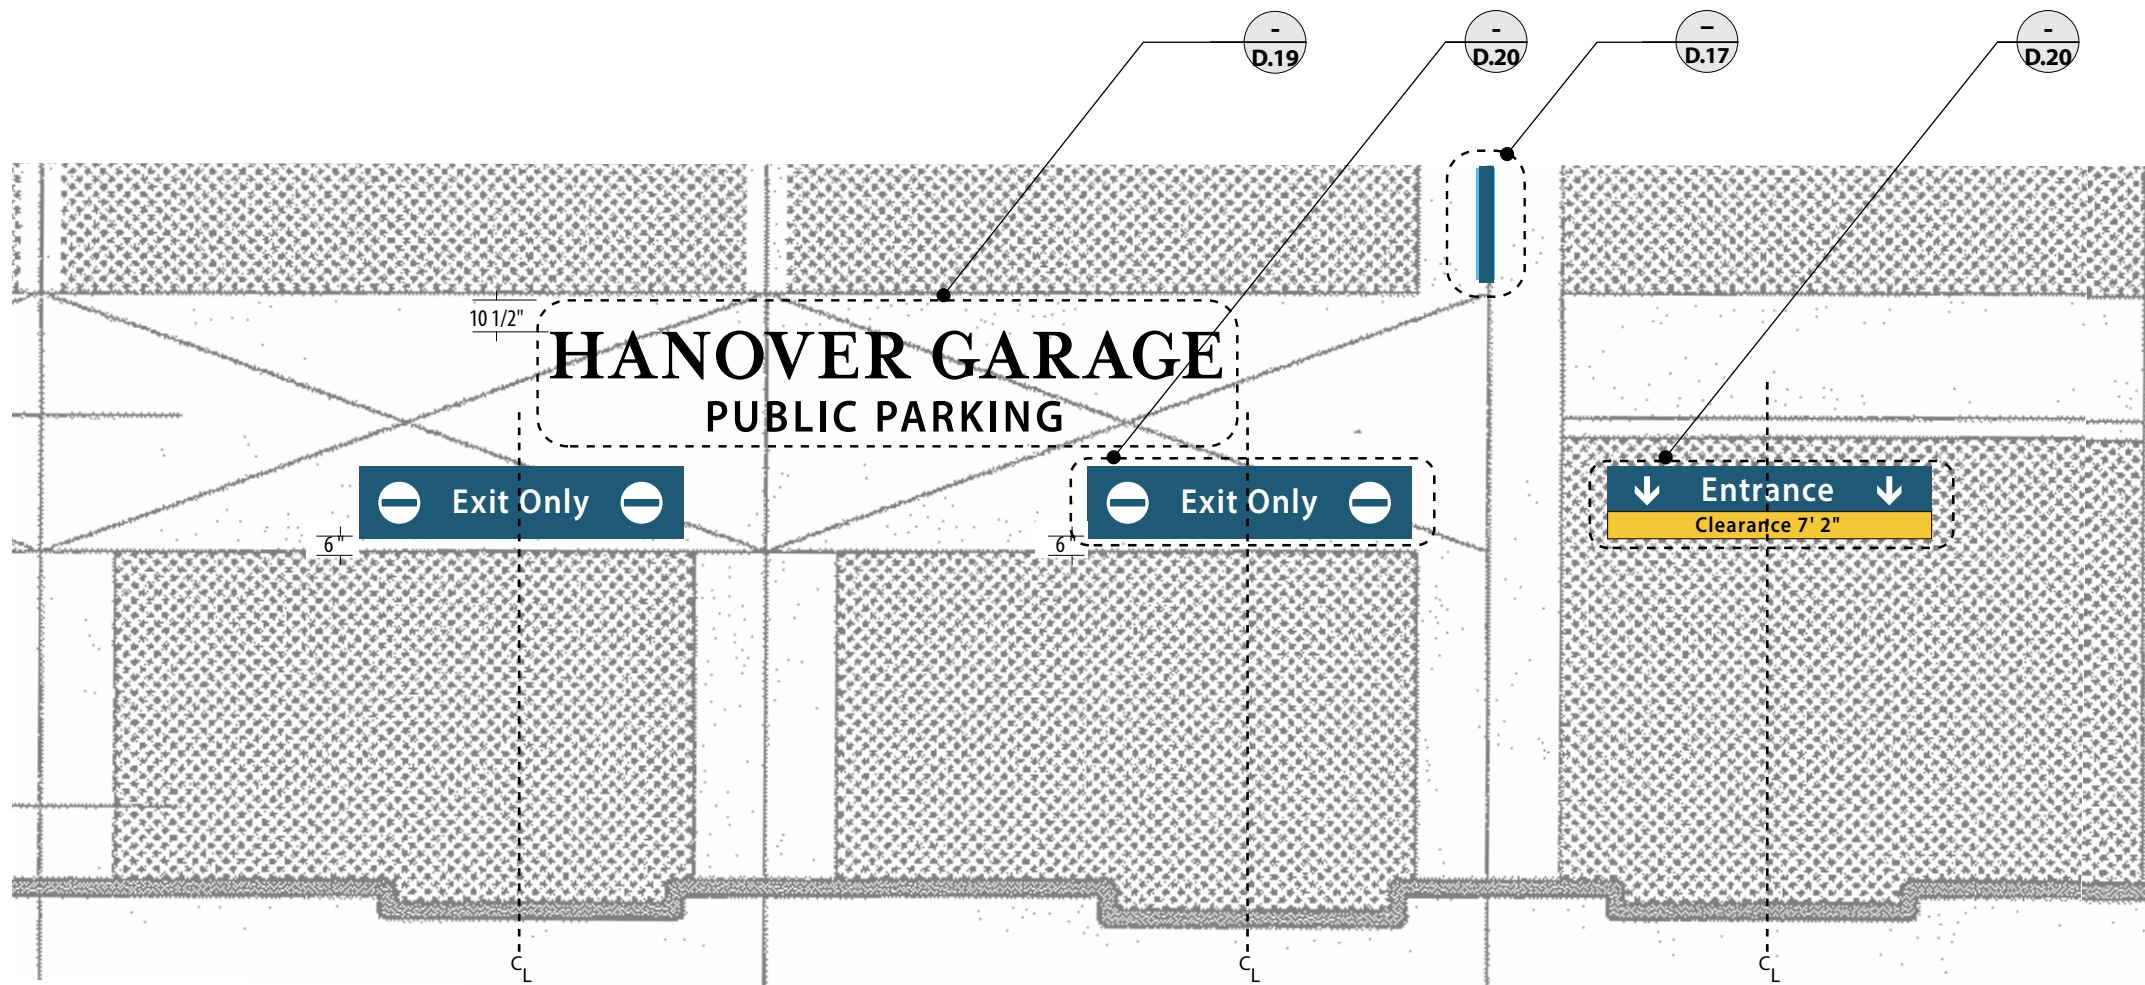 -
D.19
-
D.20
–
D.17
-
D.20
10 1/2"
HANOVER GARAGE
PUBLIC PARKING
Exit Only
Exit Only
Entrance
Clearance 7' 2"
6"
6"
CL
CL
CL